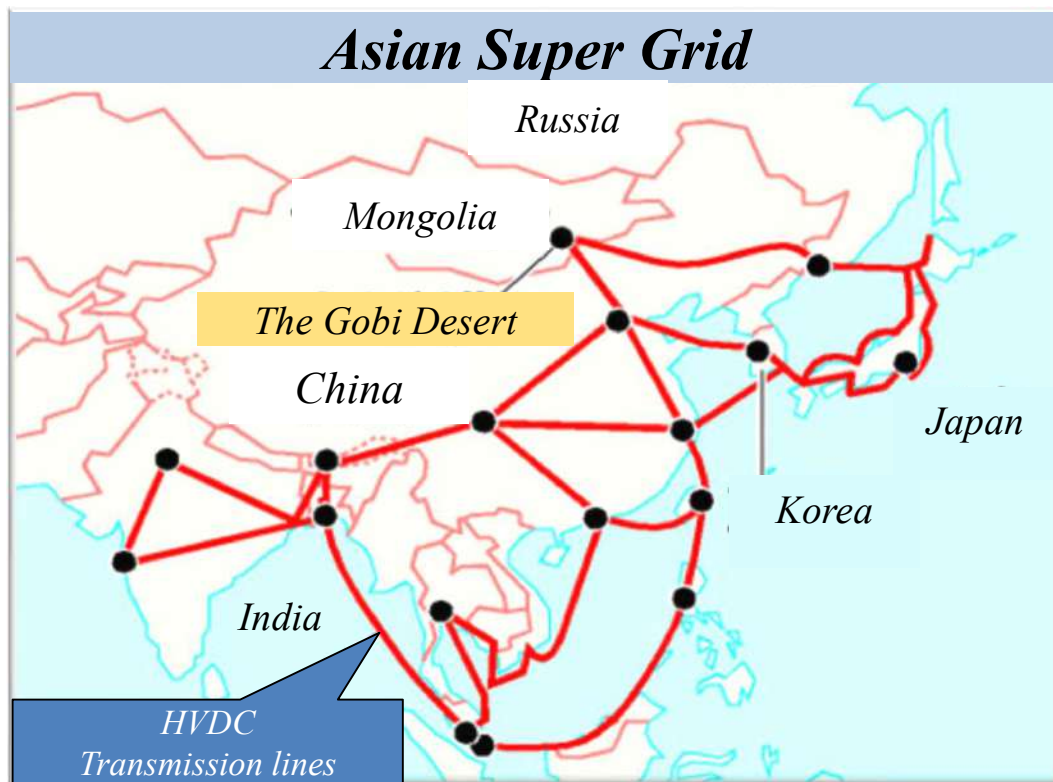 Asian Super Grid
Russia
Mongolia
The Gobi Desert
China
Japan
Korea
India
HVDC
Transmission lines